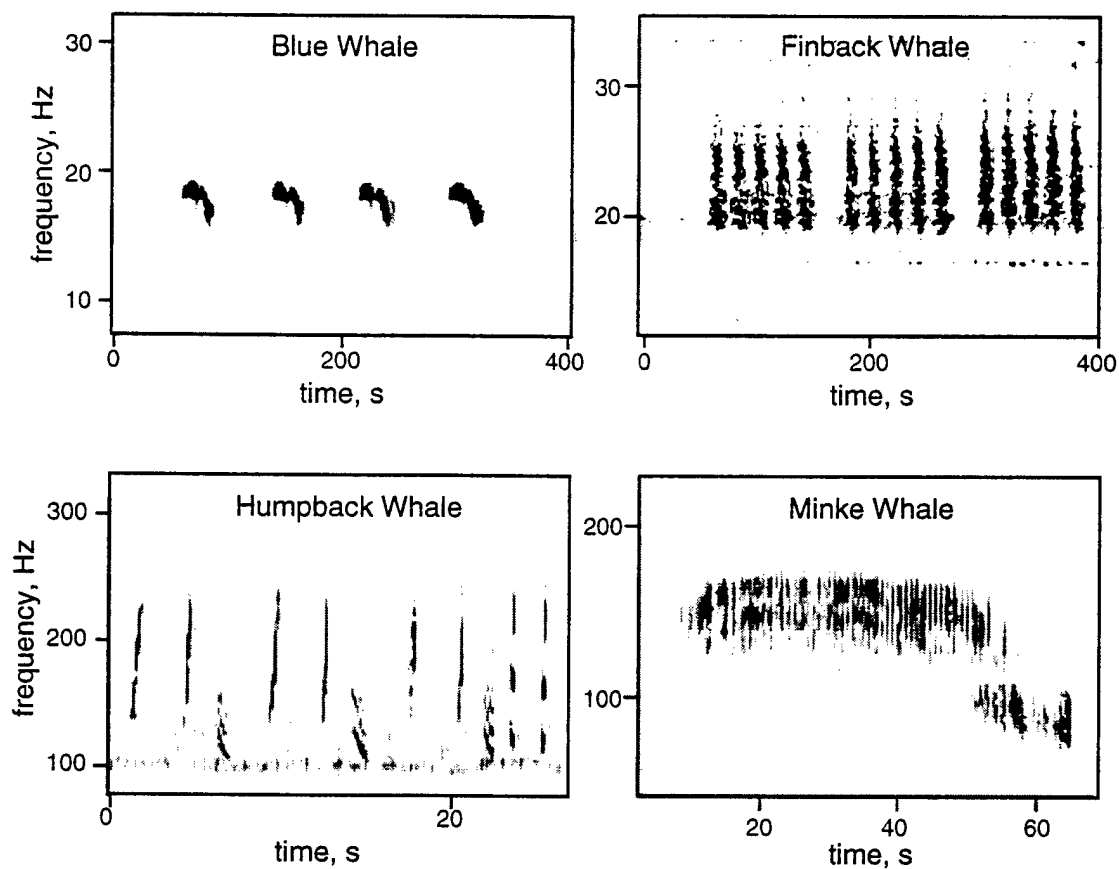 Blue Whale
frequency, Hz
30
20
10
0
200
400
time, s
Finback Whale
30
20
0
200
400
time, s
Humpback Whale
frequency, Hz
300
200
100
0
20
time, s
Minke Whale
200
100
20
40
60
time, s